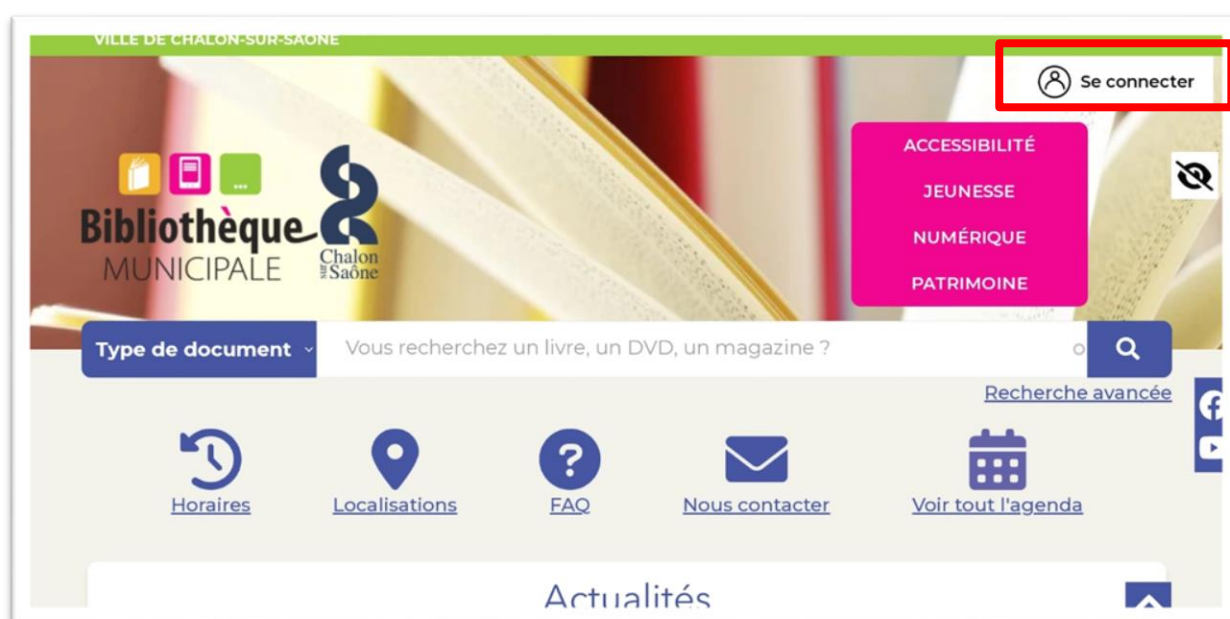 VILLE DE CHALON-SUR-SAÔNE
Se connecter
ACCESSIBILITÉ
JEUNESSE
NUMÉRIQUE
PATRIMOINE
Bibliothèque
MUNICIPALE
Chalon
sur Saône
Type de document
Vous recherchez un livre, un DVD, un magazine ?
Recherche avancée
Horaires
Localisations
FAQ
Nous contacter
Voir tout l'agenda
Actualités